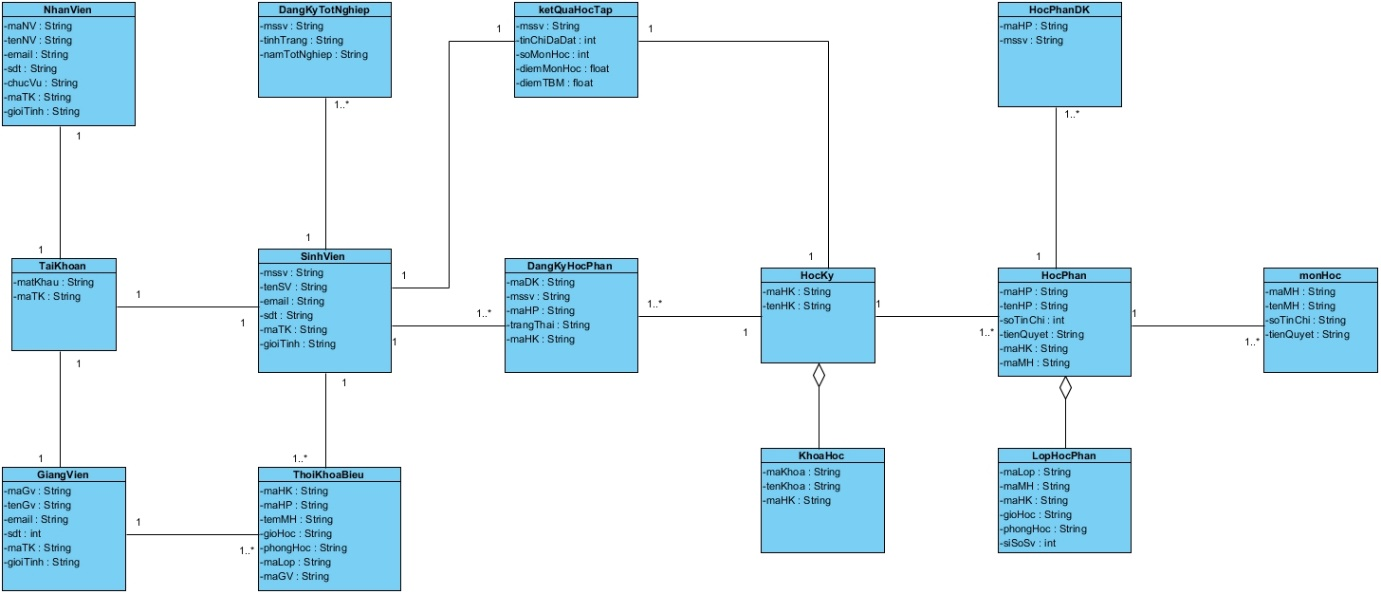 NhanVien
-maNV : String
-tenNV : String
-email : String
-sdt : String
-chucVu : String
-maTK : String
-gioiTinh : String
1
1
DangKyTotNghiep
-mssv : String
-tinhTrang : String
-namTotNghiep : String
1..*
1
ketQuaHocTap
-mssv : String
-tinChiDaDat : int
-soMonHoc : int
-diemMonHoc : float
-diemTBM : float
1
1
1
1
HocPhanDK
-maHP : String
-mssv : String
1..*
1
TaiKhoan
-matKhau : String
-maTK : String
1
1
1
1
SinhVien
-mssv : String
-tenSV : String
-email : String
-sdt : String
-maTK : String
-gioiTinh : String
1..*
1
1
1..*
DangKyHocPhan
-maDK : String
-mssv : String
-maHP : String
-trangThai : String
-maHK : String
1..*
1
HocKy
-maHK : String
-tenHK : String
1
1..*
HocPhan
-maHP : String
-tenHP : String
-soTinChi : int
-tienQuyet : String
-maHK : String
-maMH : String
1
1..*
monHoc
-maMH : String
-tenMH : String
-soTinChi : String
-tienQuyet : String
GiangVien
-maGv : String
-tenGv : String
-email : String
-sdt : int
-maTK : String
-gioiTinh : String
1
1..*
ThoiKhoaBieu
-maHK : String
-maHP : String
-temMH : String
-gioHoc : String
-phongHoc : String
-maLop : String
-maGV : String
KhoaHoc
-maKhoa : String
-tenKhoa : String
-maHK : String
LopHocPhan
-maLop : String
-maMH : String
-maHK : String
-gioHoc : String
-phongHoc : String
-siSoSv : int